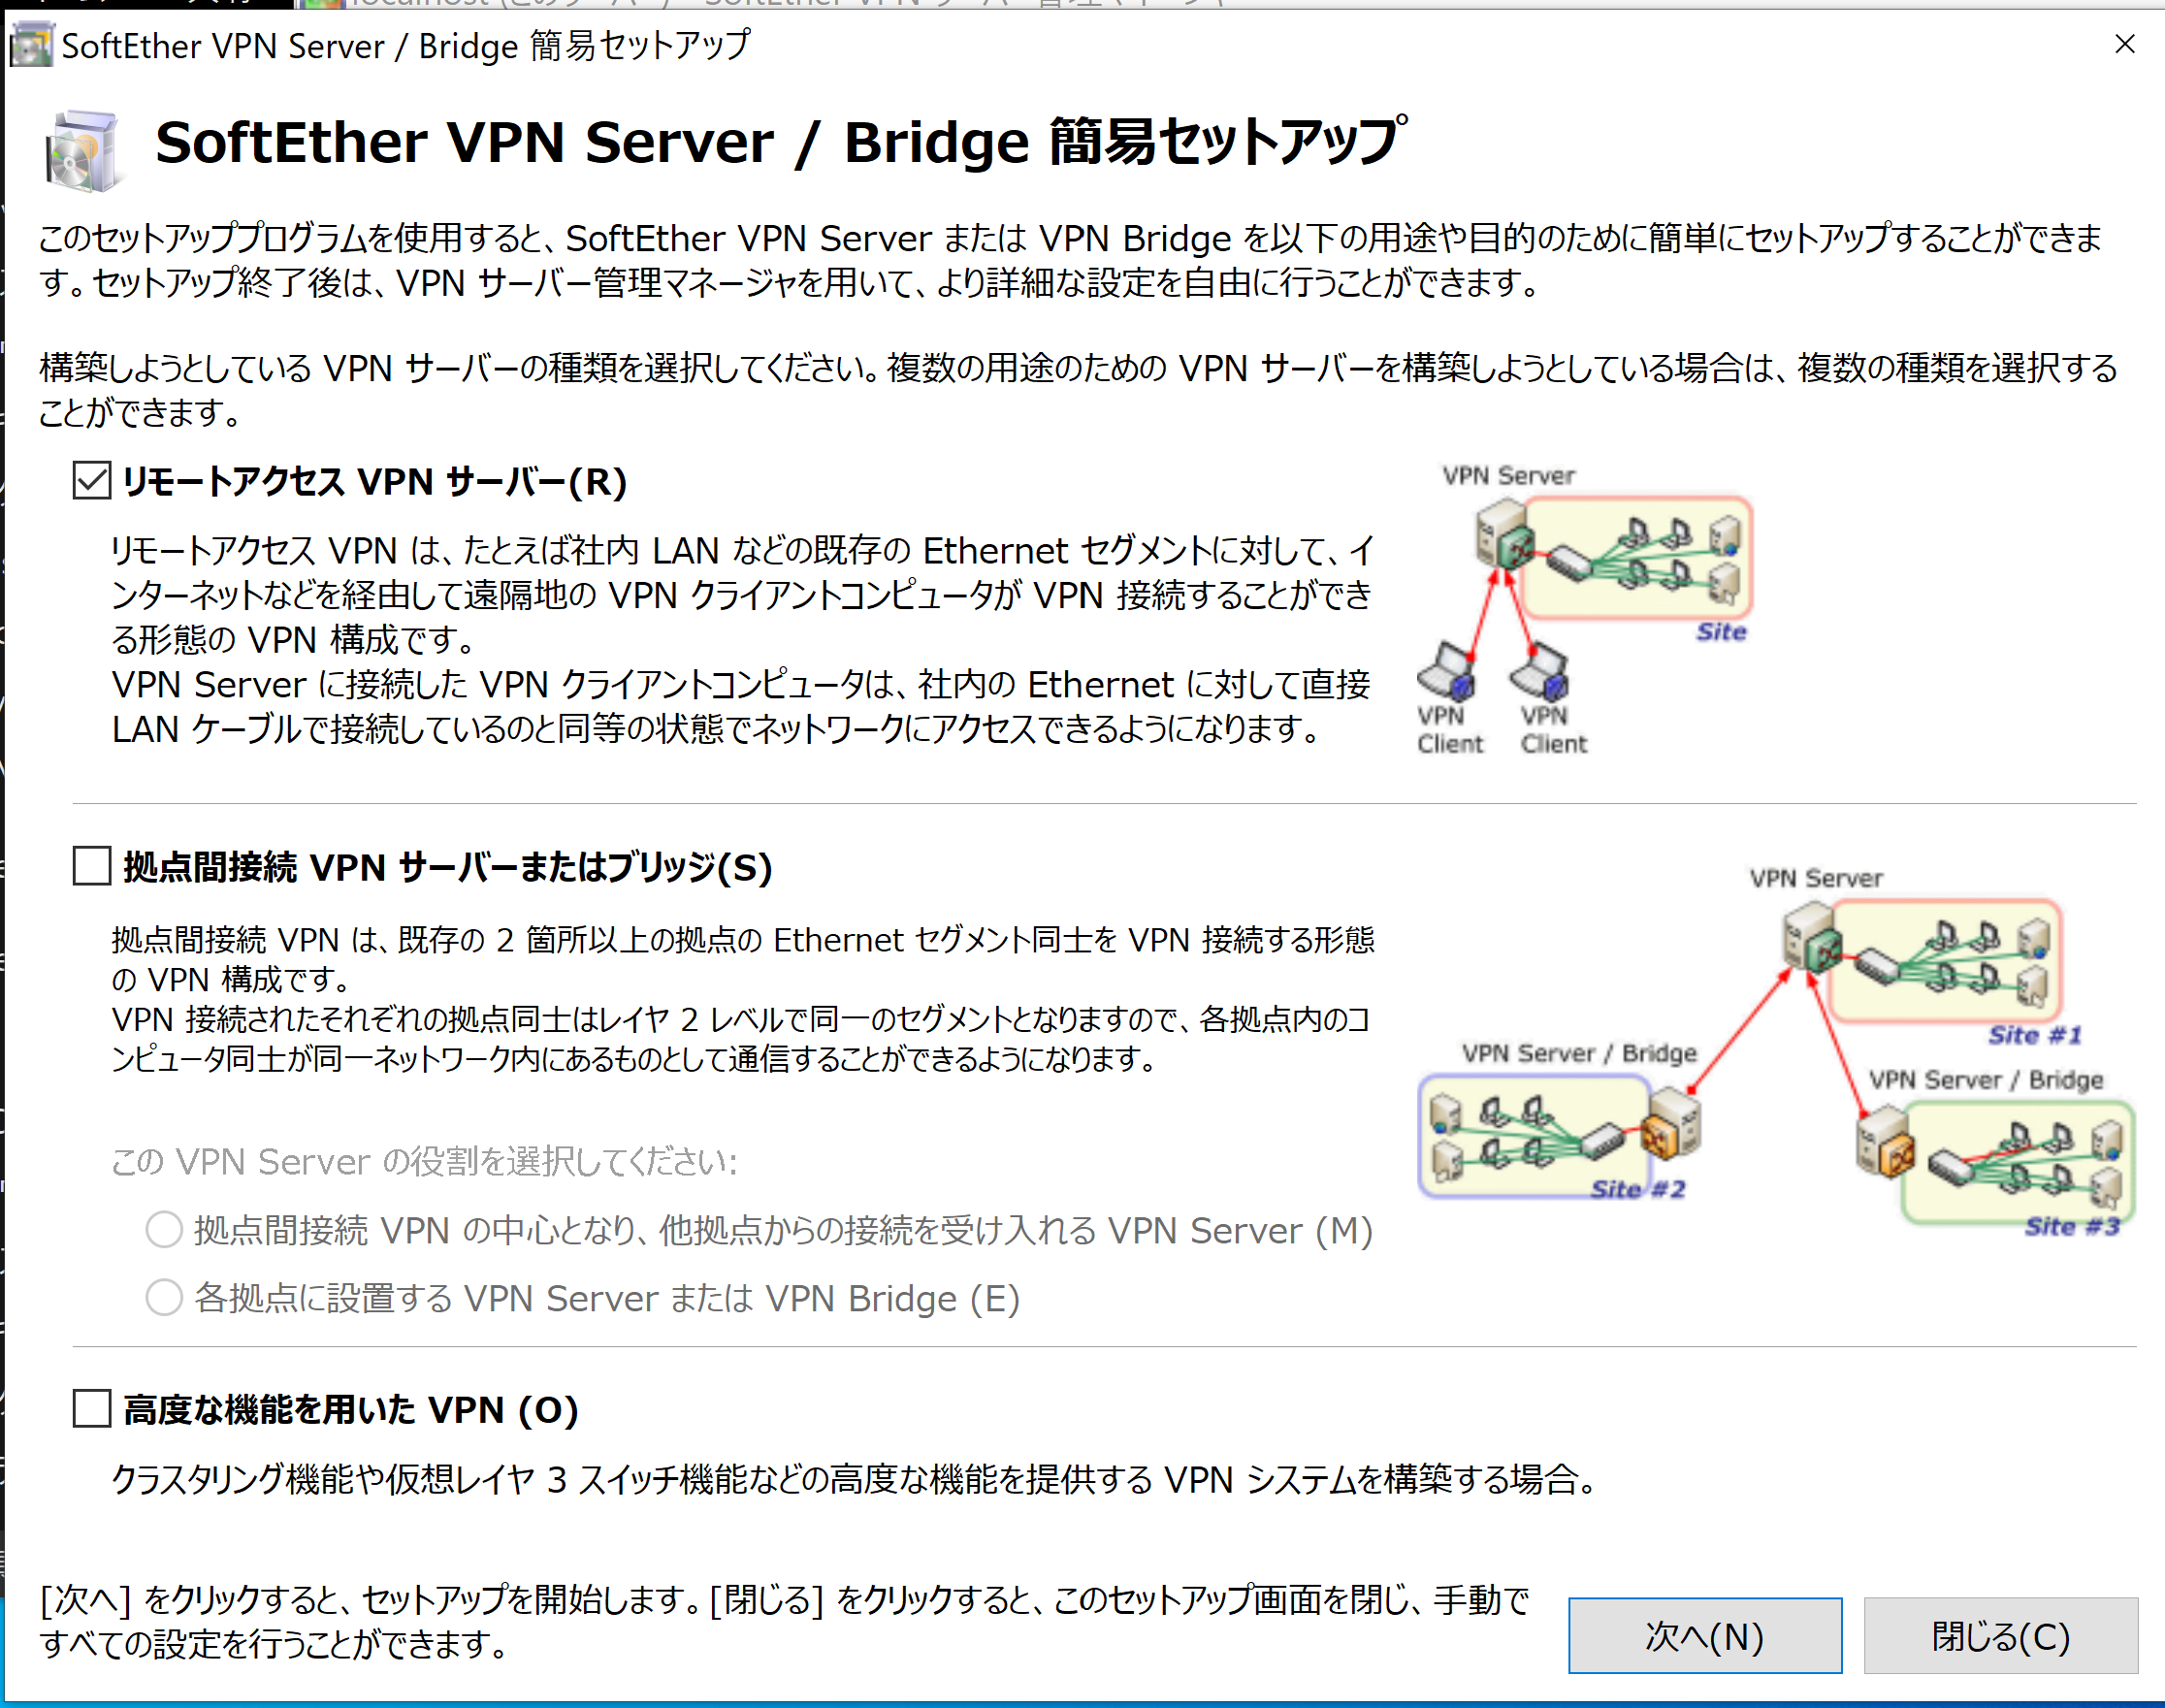 SoftEther VPN Server / Bridge 簡易セットアップ
SoftEther VPN Server / Bridge 簡易セットアップ
このセットアッププログラムを使用すると、SoftEther VPN Server または VPN Bridge を以下の用途や目的のために簡単にセットアップすることができま
す。セットアップ終了後は、VPN サーバー管理マネージャを用いて、より詳細な設定を自由に行うことができます。
構築しようとしている VPN サーバーの種類を選択してください。複数の用途のための VPN サーバーを構築しようとしている場合は、複数の種類を選択する
ことができます。
リモートアクセス VPN サーバー(R)
リモートアクセス VPN は、たとえば社内 LAN などの既存の Ethernet セグメントに対して、イ
ンターネットなどを経由して遠隔地の VPN クライアントコンピュータが VPN 接続することができ
る形態の VPN 構成です。
VPN Server に接続した VPN クライアントコンピュータは、社内の Ethernet に対して直接
LAN ケーブルで接続しているのと同等の状態でネットワークにアクセスできるようになります。
VPN Server
Site
VPN Client
VPN Client
拠点間接続 VPN サーバーまたはブリッジ(S)
拠点間接続 VPN は、既存の 2 箇所以上の拠点の Ethernet セグメント同士を VPN 接続する形態
の VPN 構成です。
VPN 接続されたそれぞれの拠点同士はレイヤ 2 レベルで同一のセグメントとなりますので、各拠点内のコ
ンピュータ同士が同一ネットワーク内にあるものとして通信することができるようになります。
この VPN Server の役割を選択してください:
拠点間接続 VPN の中心となり、他拠点からの接続を受け入れる VPN Server (M)
各拠点に設置する VPN Server または VPN Bridge (E)
VPN Server
Site #1
VPN Server / Bridge
Site #2
VPN Server / Bridge
Site #3
高度な機能を用いた VPN (O)
クラスタリング機能や仮想レイヤ 3 スイッチ機能などの高度な機能を提供する VPN システムを構築する場合。
[次へ] をクリックすると、セットアップを開始します。[閉じる] をクリックすると、このセットアップ画面を閉じ、手動で
すべての設定を行うことができます。
次へ(N)
閉じる(C)